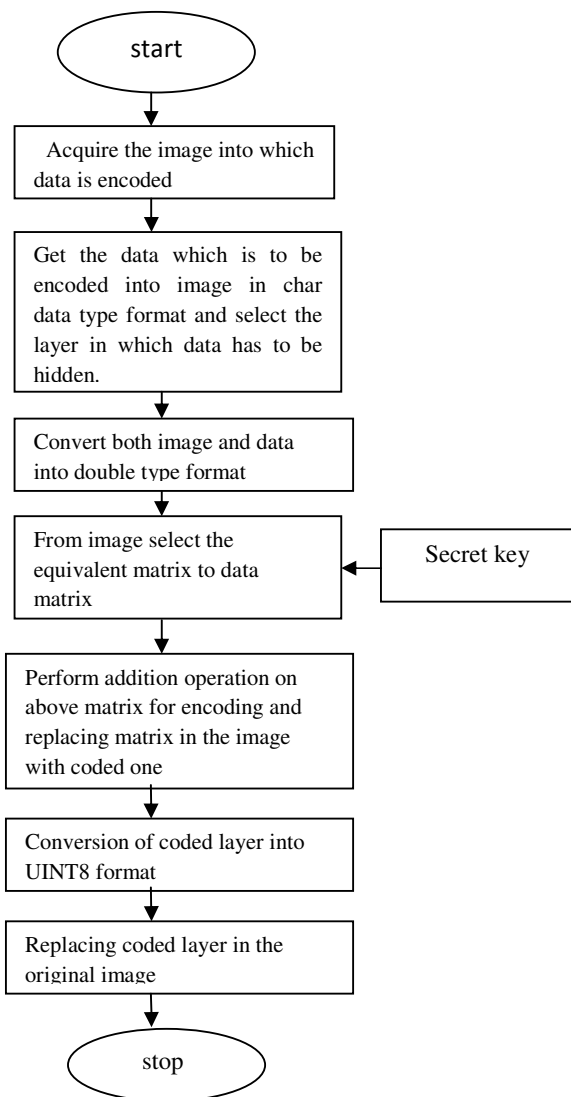 start
Acquire the image into which
data is encoded
Get the data which is to be
encoded into image in char
data type format and select the
layer in which data has to be
hidden.
Convert both image and data
into double type format
From image select the
equivalent matrix to data
matrix
Secret key
Perform addition operation on
above matrix for encoding and
replacing matrix in the image
with coded one
Conversion of coded layer into
UINT8 format
Replacing coded layer in the
original image
stop